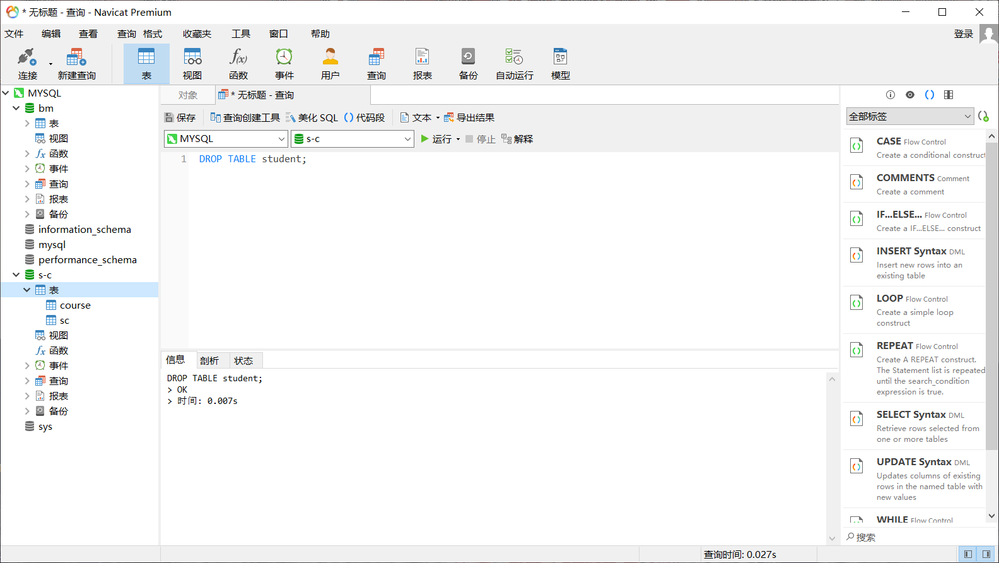 * 无标题 - 查询 - Navicat Premium
文件 编辑 查看 查询 格式 收藏夹 工具 窗口 帮助 登录
连接 新建查询 表 视图 函数 事件 用户 查询 报表 备份 自动运行 模型
MYSQL
bm
表
视图
函数
事件
查询
报表
备份
information_schema
mysql
performance_schema
s-c
表
course
sc
视图
函数
事件
查询
报表
备份
sys
对象 * 无标题 - 查询
保存 查询创建工具 美化 SQL 代码段 文本 导出结果
MYSQL s-c 运行 停止 解释
1 DROP TABLE student;
信息 剖析 状态
DROP TABLE student;
> OK
> 时间: 0.007s
全部标签
CASE Flow Control
Create a conditional construct
COMMENTS Comment
Create a comment
IF...ELSE... Flow Control
Create a IF...ELSE... construct
INSERT Syntax DML
Insert new rows into an
existing table
LOOP Flow Control
Create a simple loop
construct
REPEAT Flow Control
Create A REPEAT construct.
The Statement list is repeated
until the search_condition
expression is true.
SELECT Syntax DML
Retrieve rows selected from
one or more tables
UPDATE Syntax DML
Updates columns of existing
rows in the named table with
new values
WHILE Flow Control
搜索
查询时间: 0.027s